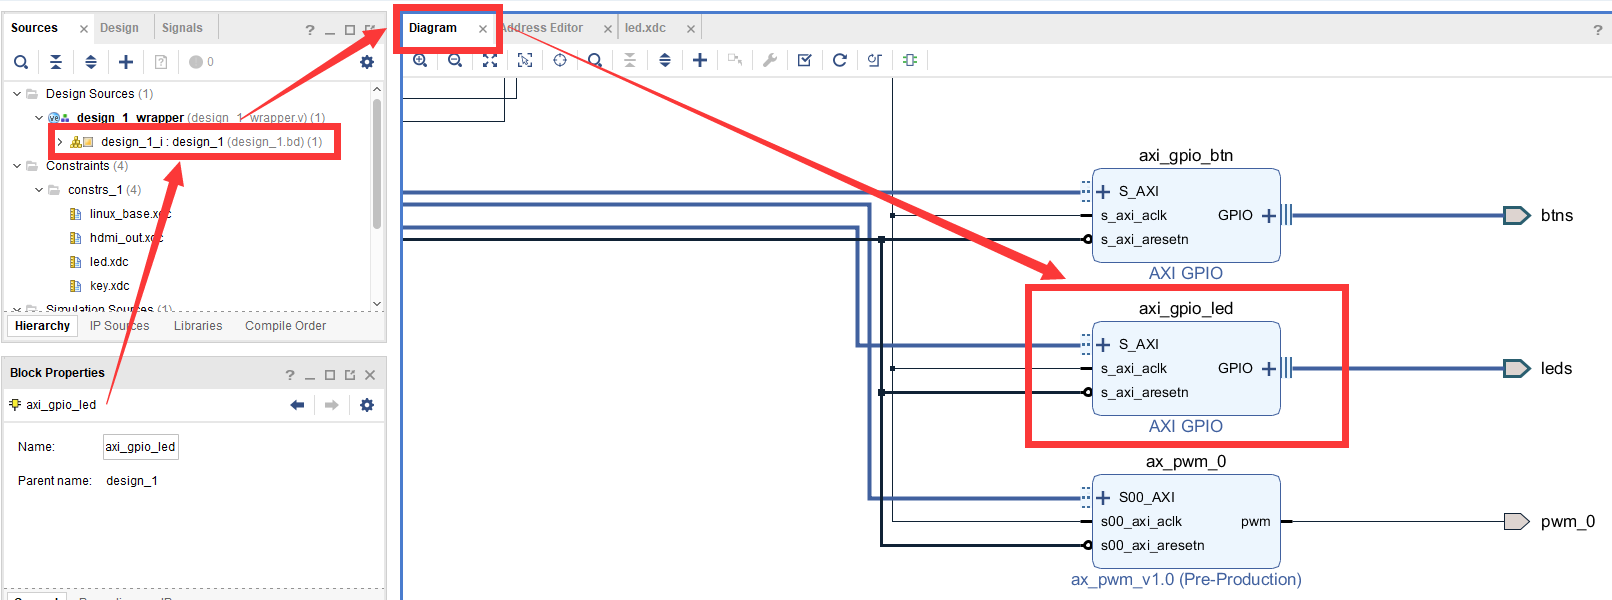 Sources
Design
Signals
0
Design Sources (1)
design_1_wrapper (design_1_wrapper.v) (1)
design_1_i : design_1 (design_1.bd) (1)
Constraints (4)
constrs_1 (4)
linux_base.xdc
hdmi_out.xdc
led.xdc
key.xdc
Simulation Sources (1)
Hierarchy
IP Sources
Libraries
Compile Order
Block Properties
axi_gpio_led
Name:
axi_gpio_led
Parent name:
design_1
Diagram
Address Editor
led.xdc
axi_gpio_btn
S_AXI
s_axi_aclk
GPIO
s_axi_aresetn
AXI GPIO
btns
axi_gpio_led
S_AXI
s_axi_aclk
GPIO
s_axi_aresetn
AXI GPIO
leds
ax_pwm_0
S00_AXI
s00_axi_aclk
pwm
s00_axi_aresetn
ax_pwm_v1.0 (Pre-Production)
pwm_0